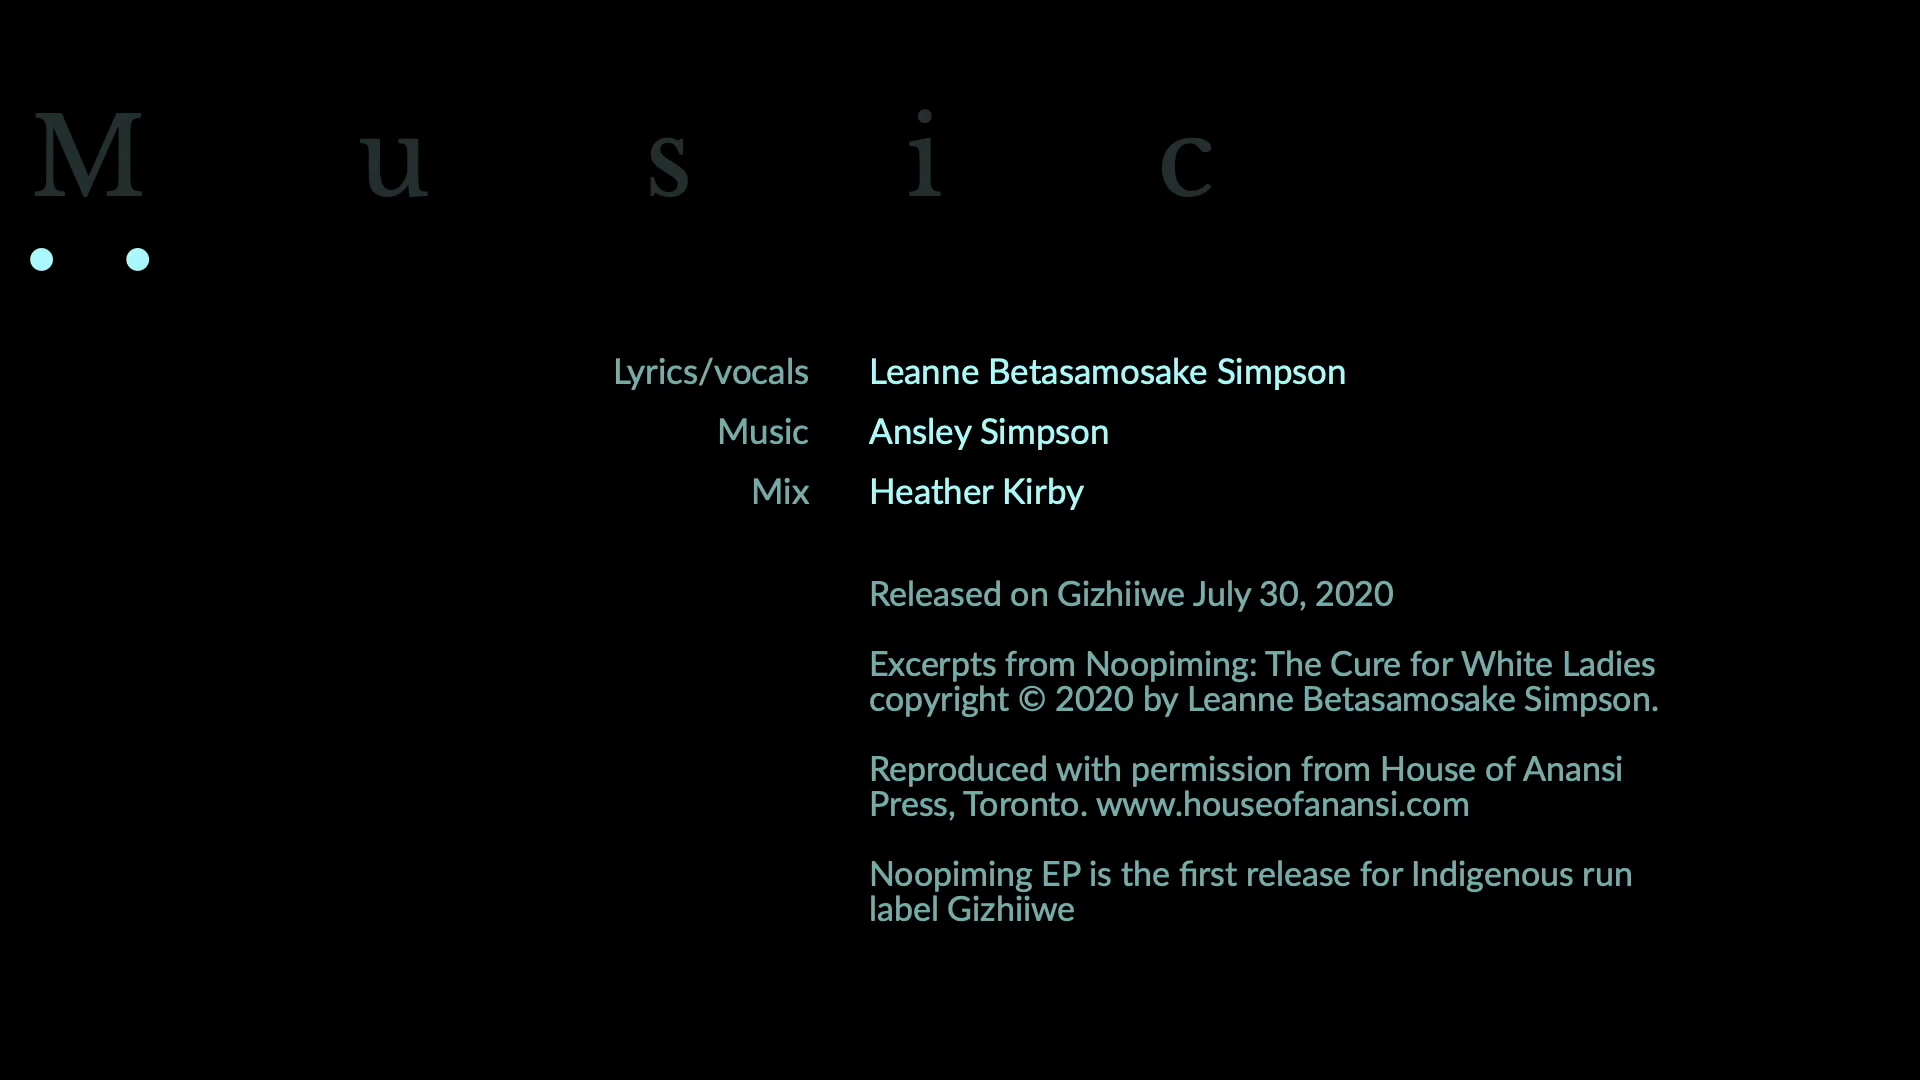 Music
Lyrics/vocals Leanne Betasamosake Simpson
Music Ansley Simpson
Mix Heather Kirby
Released on Gizhiiwe July 30, 2020
Excerpts from Noopiming: The Cure for White Ladies
copyright © 2020 by Leanne Betasamosake Simpson.
Reproduced with permission from House of Anansi
Press, Toronto. www.houseofanansi.com
Noopiming EP is the first release for Indigenous run
label Gizhiiwe